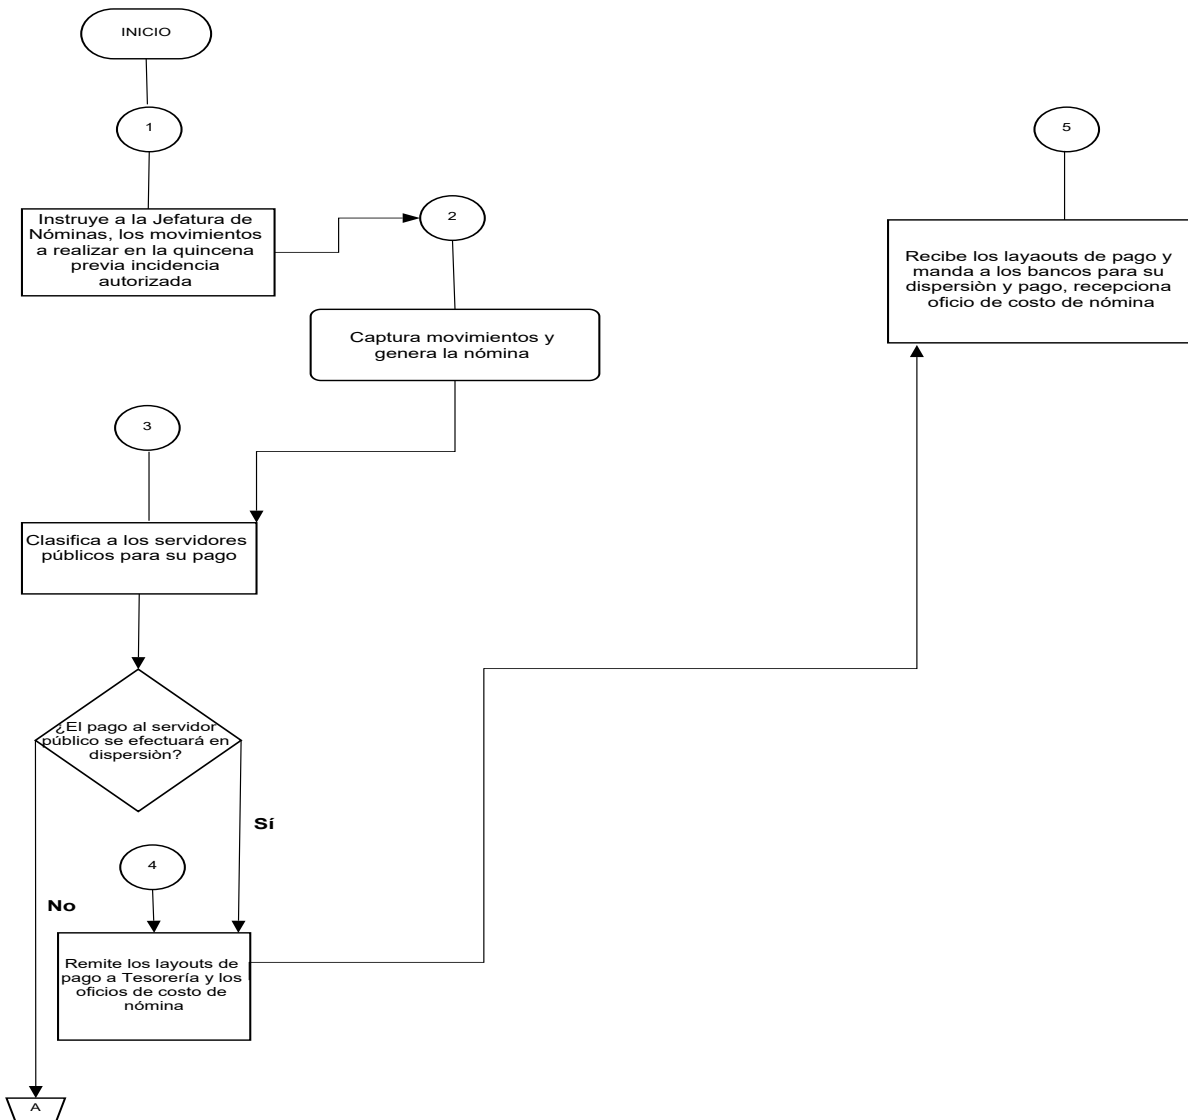 INICIO
1
Instruye a la Jefatura de
Nóminas, los movimientos
a realizar en la quincena
previa incidencia
autorizada
2
Captura movimientos y
genera la nómina
3
Clasifica a los servidores
públicos para su pago
¿El pago al servidor
público se efectuará en
dispersiòn?
Sí
No
4
Remite los layouts de
pago a Tesorería y los
oficios de costo de
nómina
5
Recibe los layaouts de pago y
manda a los bancos para su
dispersiòn y pago, recepciona
oficio de costo de nómina
A